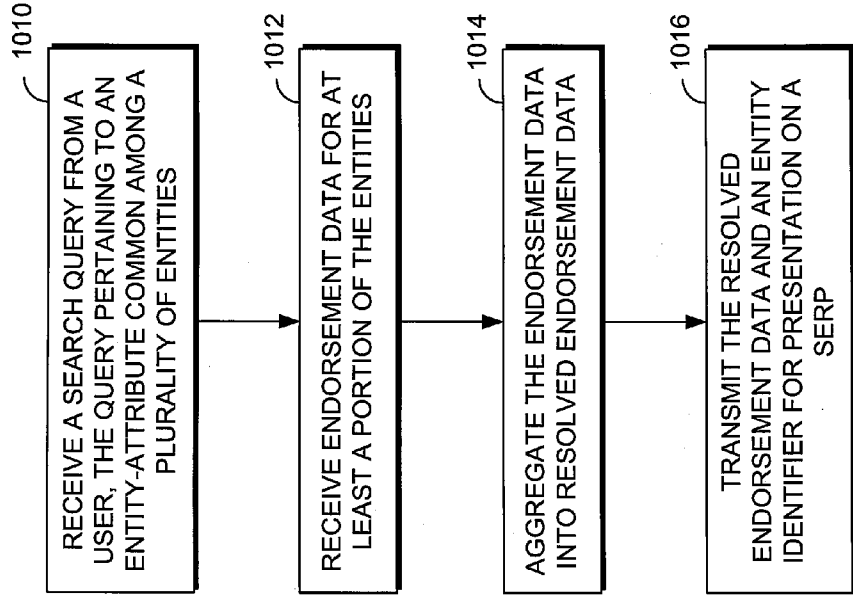 1010
RECEIVE A SEARCH QUERY FROM A
USER, THE QUERY PERTAINING TO AN
ENTITY-ATTRIBUTE COMMON AMONG A
PLURALITY OF ENTITIES
1012
RECEIVE ENDORSEMENT DATA FOR AT
LEAST A PORTION OF THE ENTITIES
1014
AGGREGATE THE ENDORSEMENT DATA
INTO RESOLVED ENDORSEMENT DATA
1016
TRANSMIT THE RESOLVED
ENDORSEMENT DATA AND AN ENTITY
IDENTIFIER FOR PRESENTATION ON A
SERP